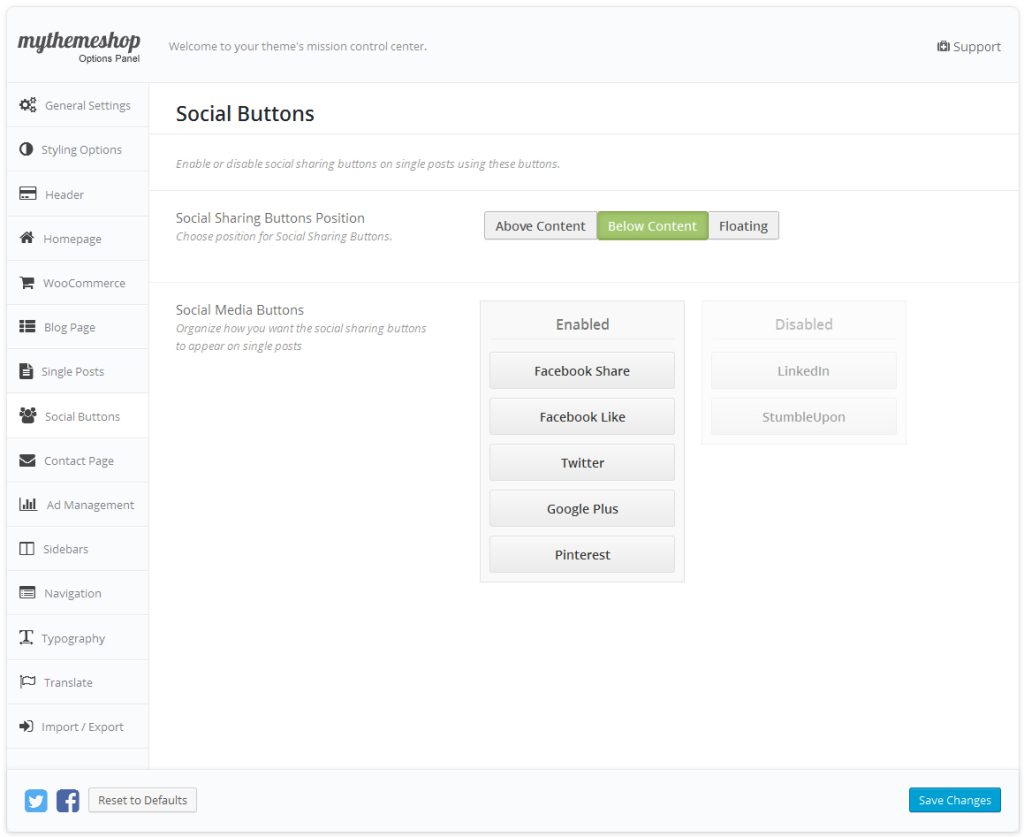 mythemeshop
Options Panel
Welcome to your theme's mission control center.
Support
General Settings
Styling Options
Header
Homepage
WooCommerce
Blog Page
Single Posts
Social Buttons
Contact Page
Ad Management
Sidebars
Navigation
Typography
Translate
Import / Export
Social Buttons
Enable or disable social sharing buttons on single posts using these buttons.
Social Sharing Buttons Position
Choose position for Social Sharing Buttons.
Above Content Below Content Floating
Social Media Buttons
Organize how you want the social sharing buttons
to appear on single posts
Enabled
Facebook Share
Facebook Like
Twitter
Google Plus
Pinterest
Disabled
LinkedIn
StumbleUpon
Reset to Defaults
Save Changes